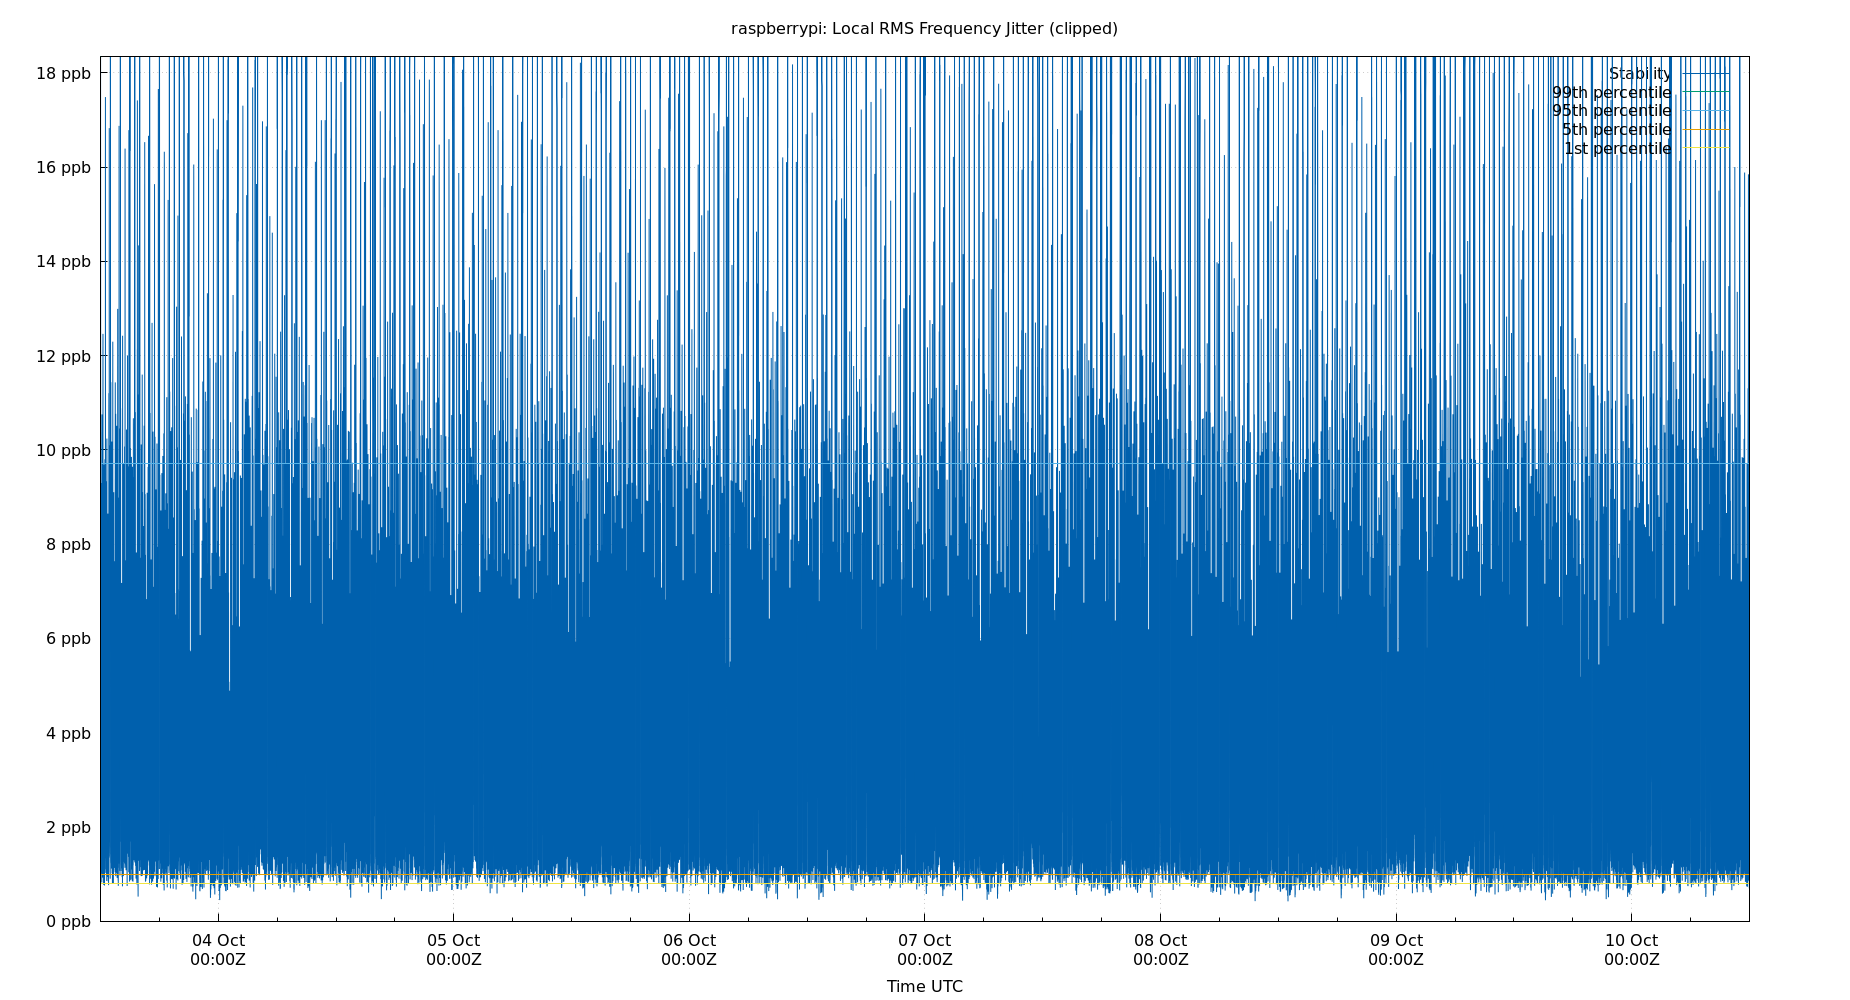 raspberrypi: Local RMS Frequency Jitter (clipped)
18 ppb
16 ppb
14 ppb
12 ppb
10 ppb
8 ppb
6 ppb
4 ppb
2 ppb
0 ppb
Stability
99th percentile
95th percentile
5th percentile
1st percentile
04 Oct
00:00Z
05 Oct
00:00Z
06 Oct
00:00Z
07 Oct
00:00Z
08 Oct
00:00Z
09 Oct
00:00Z
10 Oct
00:00Z
Time UTC